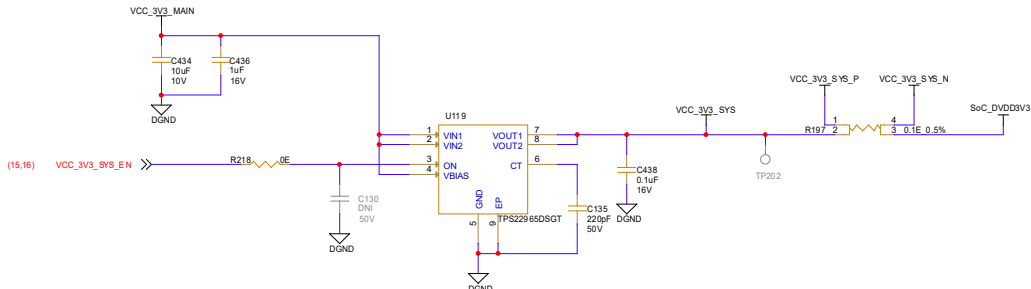 VCC_3V3_MAIN
C434
10uF
10V
C436
1uF
16V
DGND
(15,16) VCC_3V3_SYS_EN
R218 0E
C130
DNI
50V
DGND
U119
1 VIN1
2 VIN2
3 ON
4 VBIAS
VOUT1 7
VOUT2 8
CT 6
GND
EP
5
9
TPS22965DSGT
DGND
C135
220pF
50V
C438
0.1uF
16V
DGND
VCC_3V3_SYS
TP202
VCC_3V3_SYS_P
VCC_3V3_SYS_N
SoC_DVDD3V3
1
4
R197 2
3 0.1E 0.5%